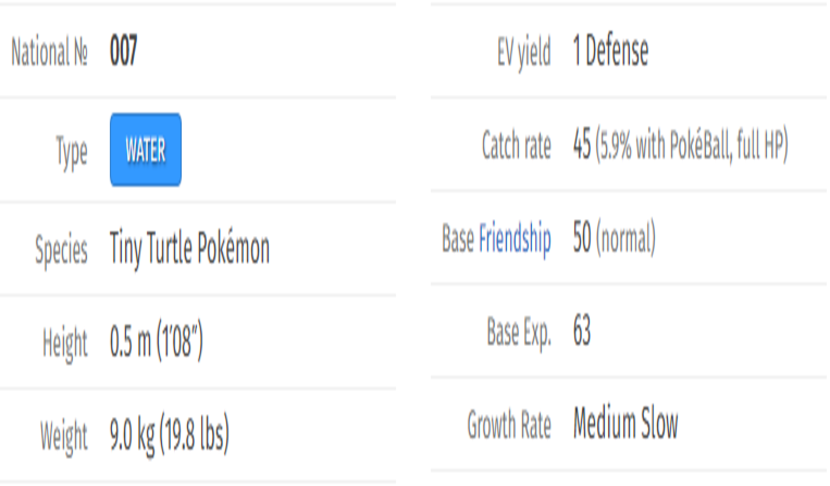 National № 007
Type WATER
Species Tiny Turtle Pokémon
Height 0.5 m (1′08″)
Weight 9.0 kg (19.8 lbs)
EV yield 1 Defense
Catch rate 45 (5.9% with PokéBall, full HP)
Base Friendship 50 (normal)
Base Exp. 63
Growth Rate Medium Slow